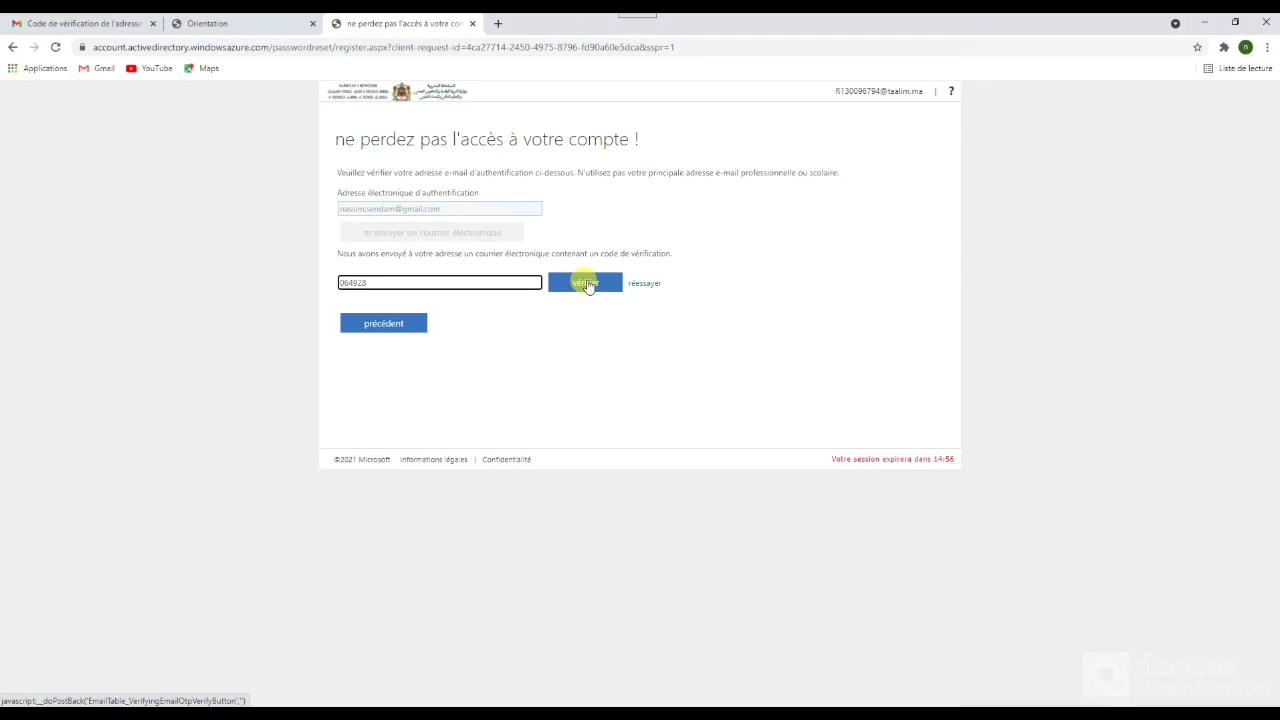 Code de vérification de l'adresse
Orientation
ne perdez pas l'accès à votre con
account.activedirectory.windowsazure.com/passwordreset/register.aspx?client-request-id=4ca27714-2450-4975-8796-fd90a60e5dca&sspr=1
n
Applications
Gmail
YouTube
Maps
Liste de lecture
R130096794@taalim.ma | ?
ne perdez pas l'accès à votre compte !
Veuillez vérifier votre adresse e-mail d'authentification ci-dessous. N'utilisez pas votre principale adresse e-mail professionnelle ou scolaire.
Adresse électronique d'authentification
nassim.sendam@gmail.com
m'envoyer un courrier électronique
Nous avons envoyé à votre adresse un courrier électronique contenant un code de vérification.
064928
vérifier
réessayer
précédent
©2021 Microsoft Informations légales | Confidentialité
Votre session expirera dans 14:56
javascript:__doPostBack('EmailTable_VerifyingEmailOtpVerifyButton','')
Screen Recorder